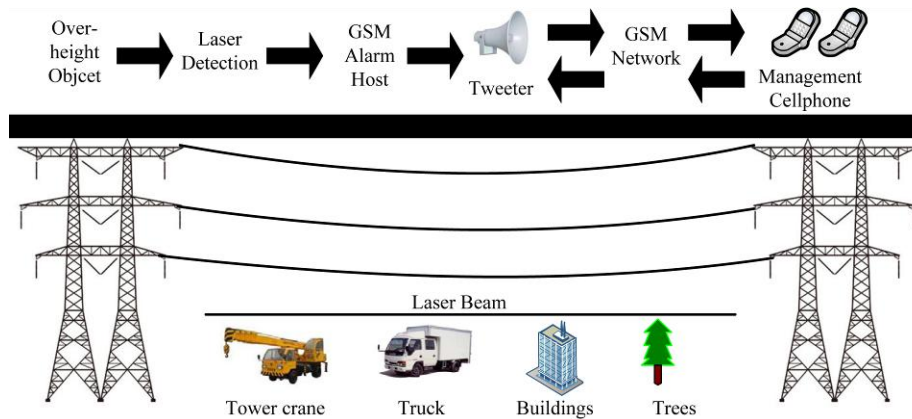 Over-
height
Objcet
Laser
Detection
GSM
Alarm
Host
Tweeter
GSM
Network
Management
Cellphone
Laser Beam
Tower crane
Truck
Buildings
Trees